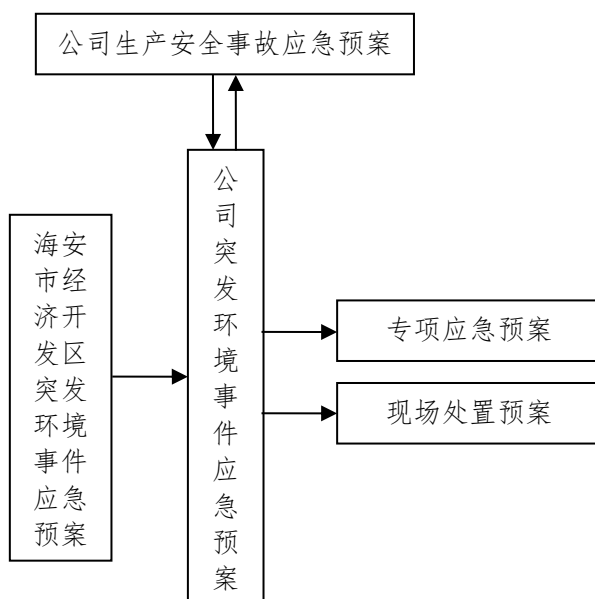 公司生产安全事故应急预案
公
司
突
发
环
境
事
件
应
急
预
案
海安
市经
济开
发区
突发
环境
事件
应急
预案
专项应急预案
现场处置预案